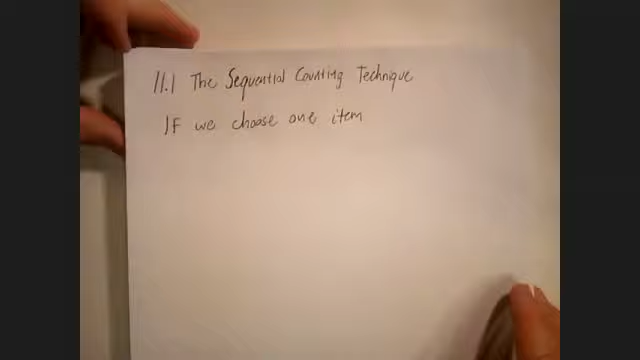 11.1 The Sequential Counting Technique
If we choose one item